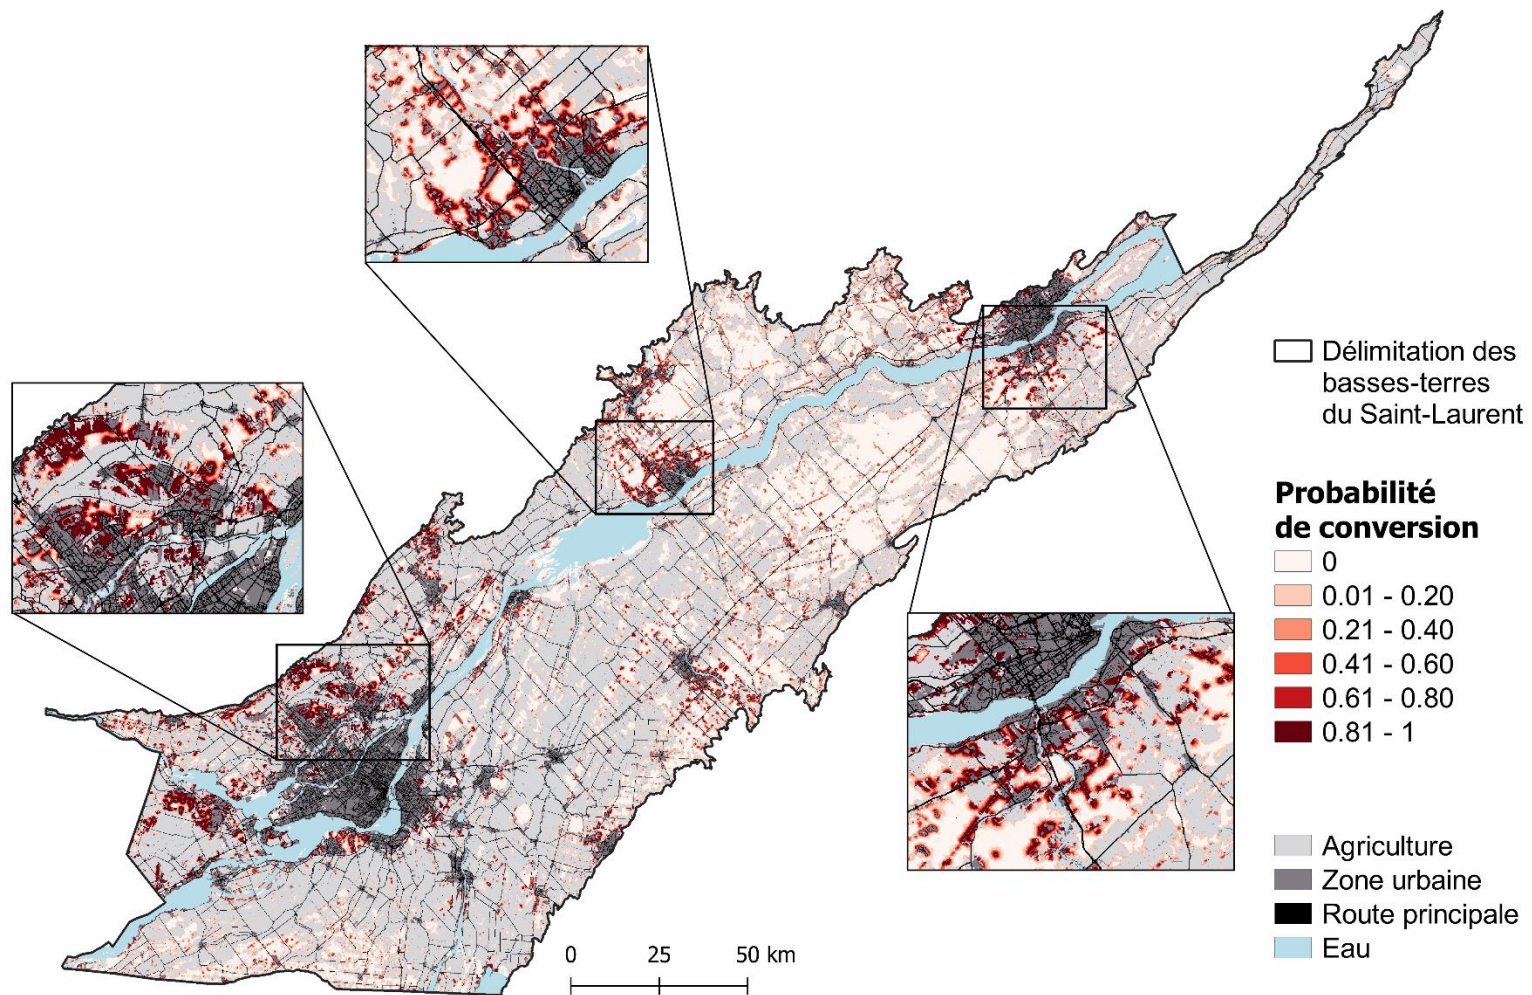 Délimitation des
basses-terres
du Saint-Laurent
Probabilité
de conversion
0
0.01 - 0.20
0.21 - 0.40
0.41 - 0.60
0.61 - 0.80
0.81 - 1
Agriculture
Zone urbaine
Route principale
Eau
0 25 50 km